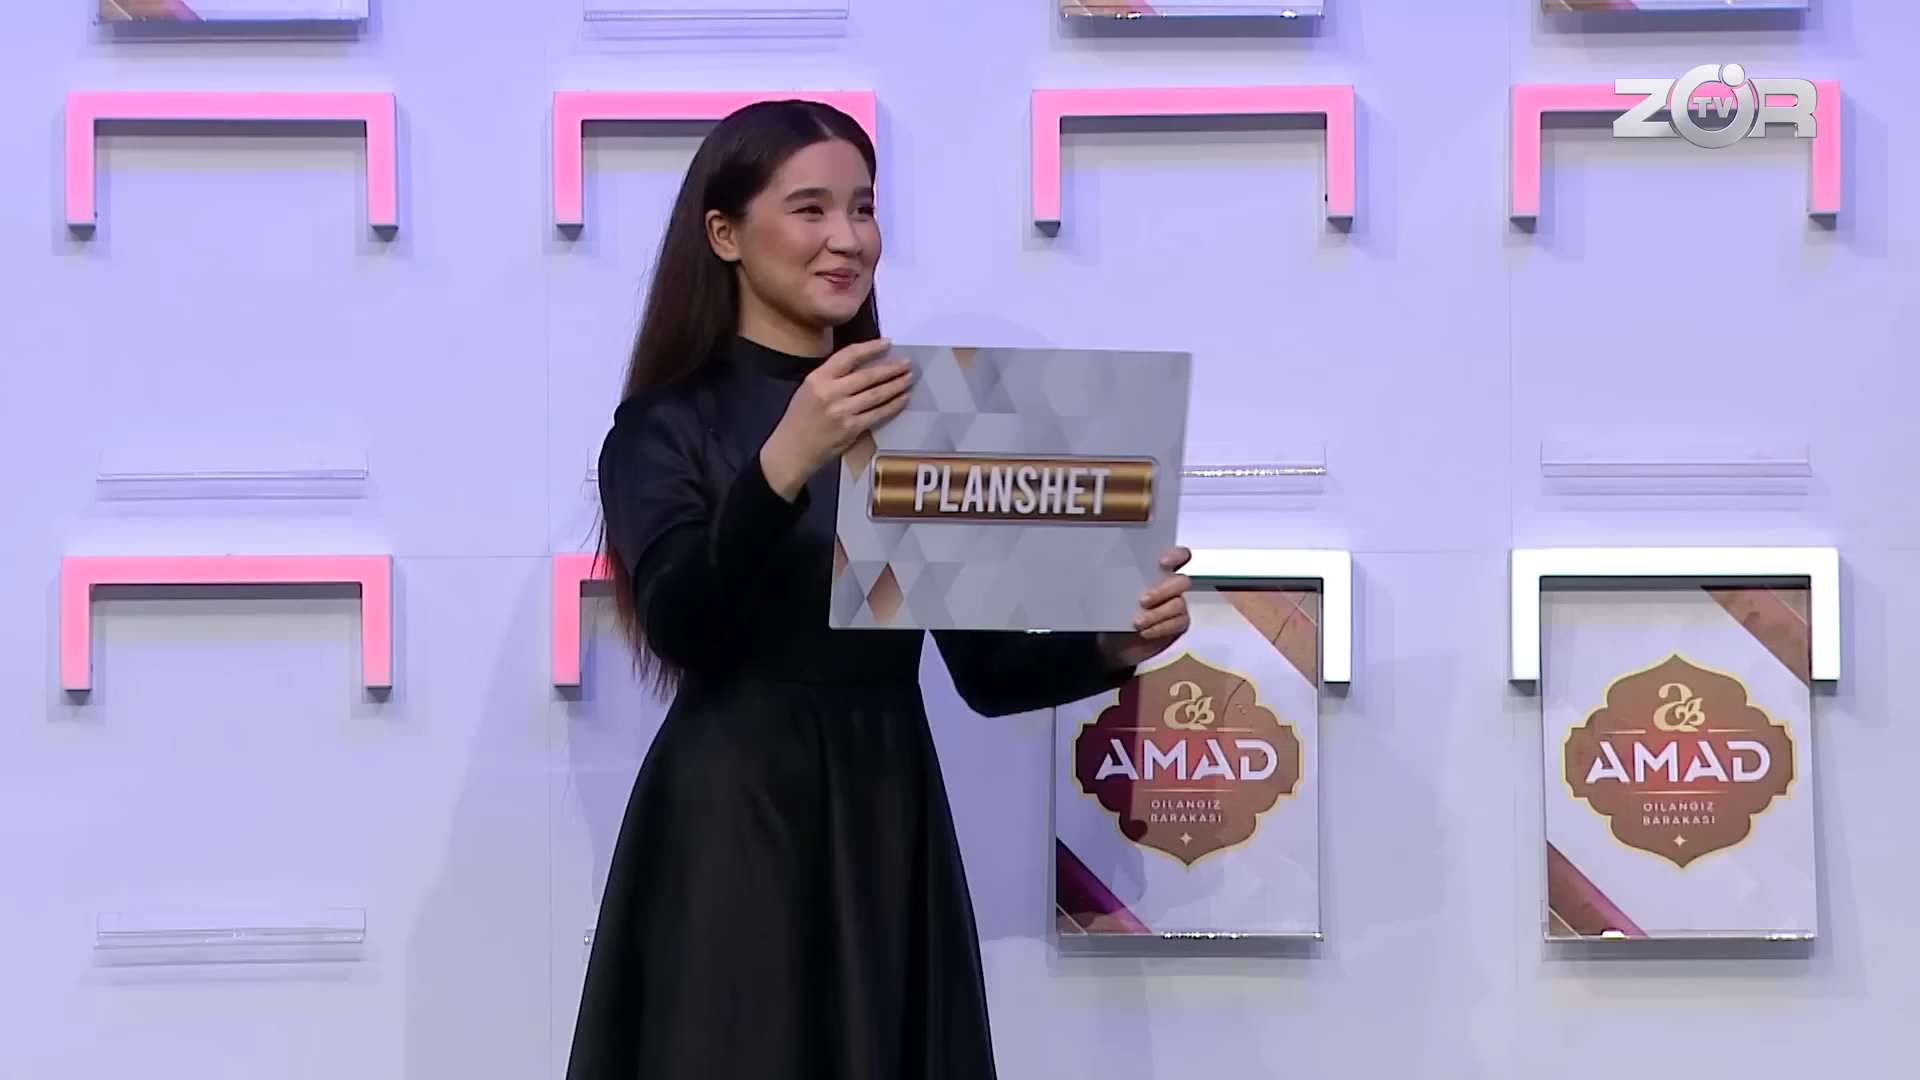 ZOR TV
PLANSHET
AMAD
OILANGIZ
BARAKASI
AMAD
OILANGIZ
BARAKASI